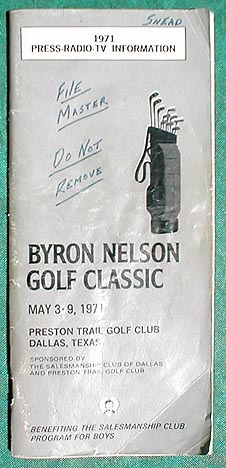 SNEAD
1971
PRESS-RADIO-TV INFORMATION
FILE
MASTER
DO NOT
REMOVE
BYRON NELSON
GOLF CLASSIC
MAY 3-9, 1971
PRESTON TRAIL GOLF CLUB
DALLAS, TEXAS
SPONSORED BY
THE SALESMANSHIP CLUB OF DALLAS
AND PRESTON TRAIL GOLF CLUB
BENEFITING THE SALESMANSHIP CLUB
PROGRAM FOR BOYS